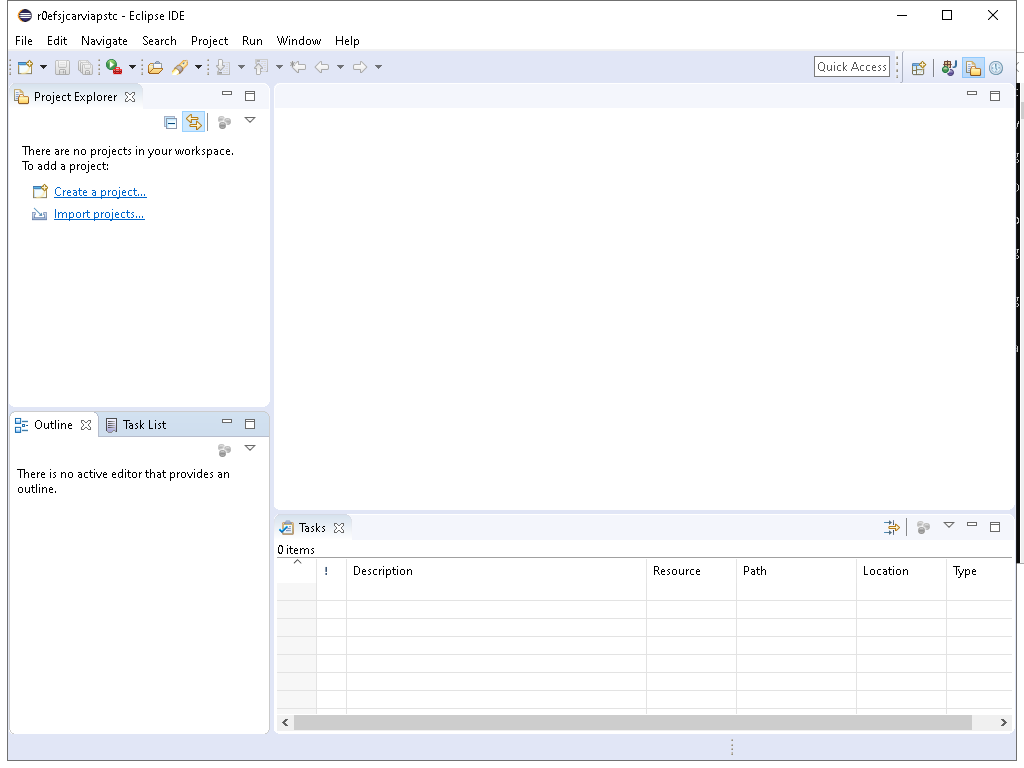 r0efsjcarviapstc - Eclipse IDE
File Edit Navigate Search Project Run Window Help
Quick Access
Project Explorer
There are no projects in your workspace.
To add a project:
Create a project...
Import projects...
Outline Task List
There is no active editor that provides an
outline.
Tasks
0 items
! Description Resource Path Location Type